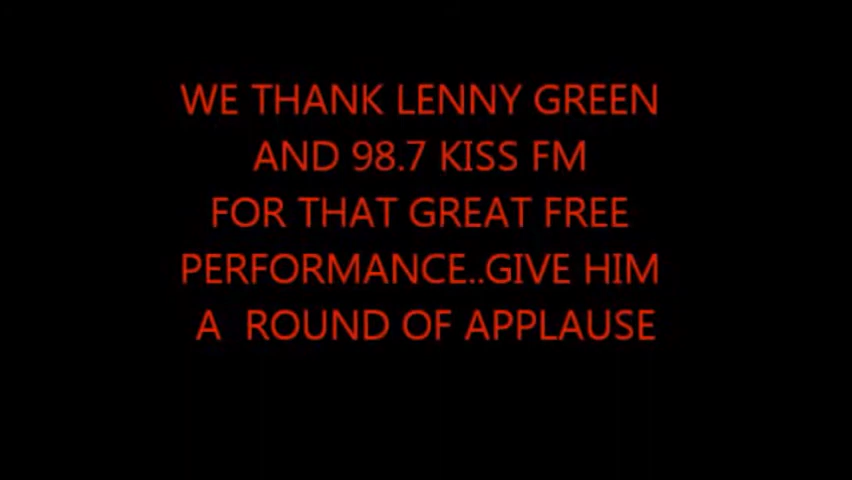 WE THANK LENNY GREEN
AND 98.7 KISS FM
FOR THAT GREAT FREE
PERFORMANCE..GIVE HIM
A  ROUND OF APPLAUSE